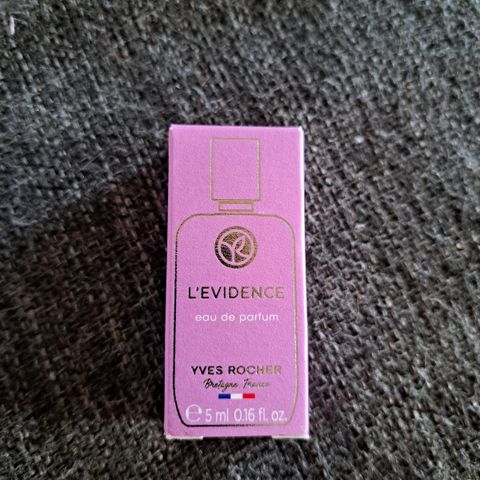 L'EVIDENCE
eau de parfum
YVES ROCHER
Bretagne, France
℮ 5 ml 0.16 fl. oz.